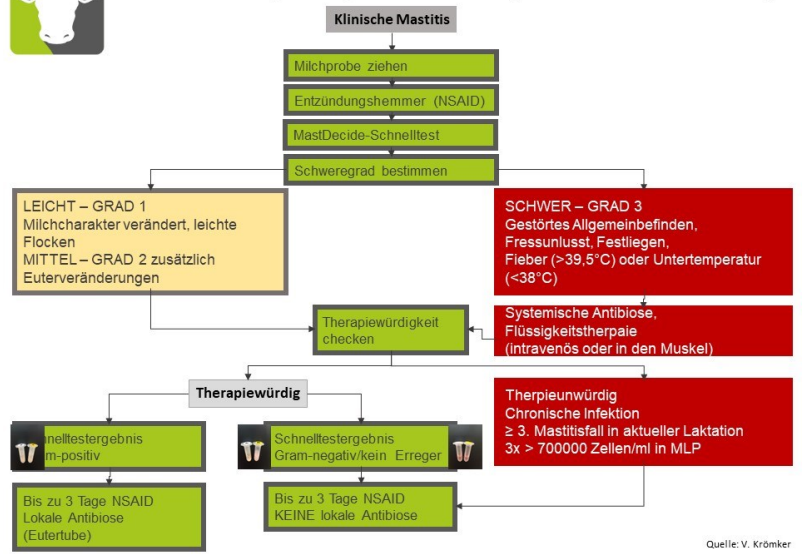 Klinische Mastitis
Milchprobe ziehen
Entzündungshemmer (NSAID)
MastDecide-Schnelltest
Schweregrad bestimmen
LEICHT – GRAD 1
Milchcharakter verändert, leichte
Flocken
MITTEL – GRAD 2 zusätzlich
Euterveränderungen
SCHWER – GRAD 3
Gestörtes Allgemeinbefinden,
Fressunlusst, Festliegen,
Fieber (>39,5°C) oder Untertemperatur
(<38°C)
Systemische Antibiose,
Flüssigkeitstherpaie
(intravenös oder in den Muskel)
Therapiewürdigkeit
checken
Therapiewürdig
Therpieunwürdig
Chronische Infektion
≥ 3. Mastitisfall in aktueller Laktation
3x > 700000 Zellen/ml in MLP
nelltestergebnis
m-positiv
Schnelltestergebnis
Gram-negativ/kein Erreger
Bis zu 3 Tage NSAID
Lokale Antibiose
(Eutertube)
Bis zu 3 Tage NSAID
KEINE lokale Antibiose
Quelle: V. Krömker